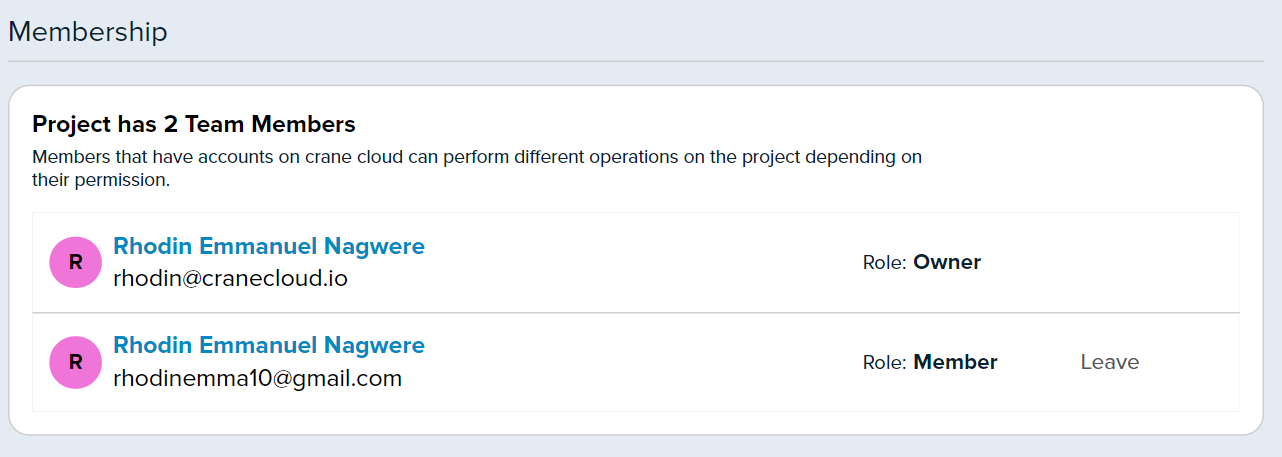 Membership
Project has 2 Team Members
Members that have accounts on crane cloud can perform different operations on the project depending on
their permission.
R
Rhodin Emmanuel Nagwere
rhodin@cranecloud.io
Role: Owner
R
Rhodin Emmanuel Nagwere
rhodinemma10@gmail.com
Role: Member
Leave